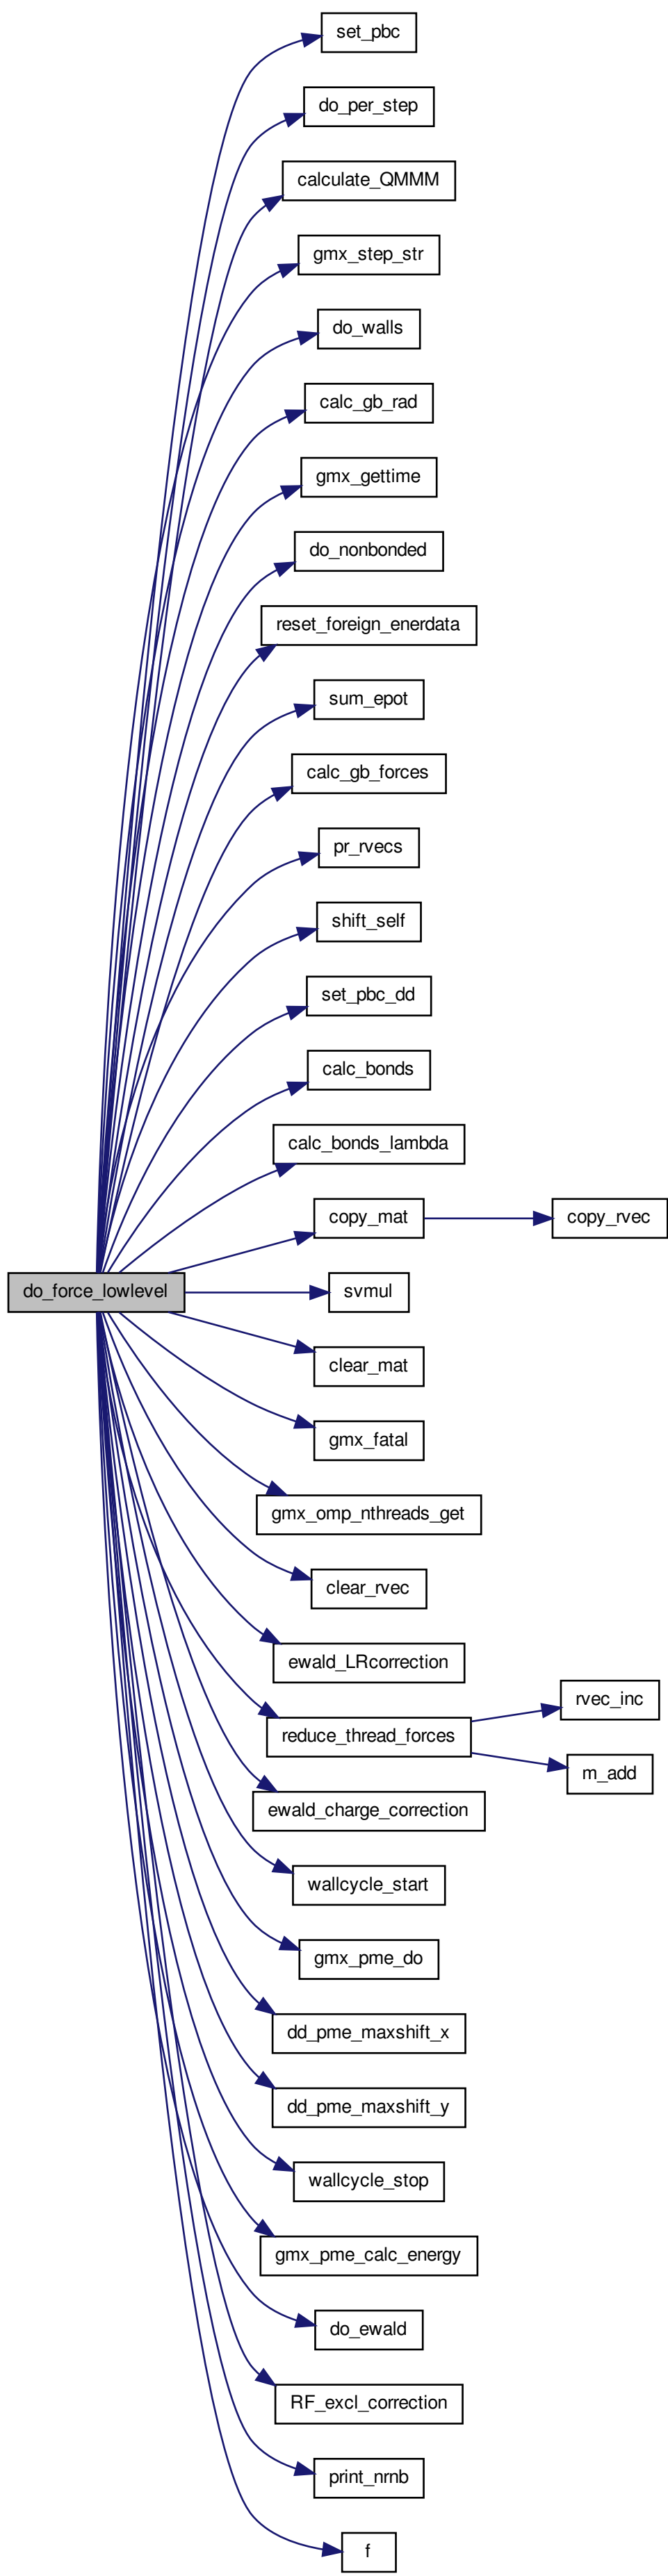 set_pbc
do_per_step
calculate_QMMM
gmx_step_str
do_walls
calc_gb_rad
gmx_gettime
do_nonbonded
reset_foreign_enerdata
sum_epot
calc_gb_forces
pr_rvecs
shift_self
set_pbc_dd
calc_bonds
calc_bonds_lambda
copy_mat
copy_rvec
do_force_lowlevel
svmul
clear_mat
gmx_fatal
gmx_omp_nthreads_get
clear_rvec
ewald_LRcorrection
rvec_inc
reduce_thread_forces
m_add
ewald_charge_correction
wallcycle_start
gmx_pme_do
dd_pme_maxshift_x
dd_pme_maxshift_y
wallcycle_stop
gmx_pme_calc_energy
do_ewald
RF_excl_correction
print_nrnb
f